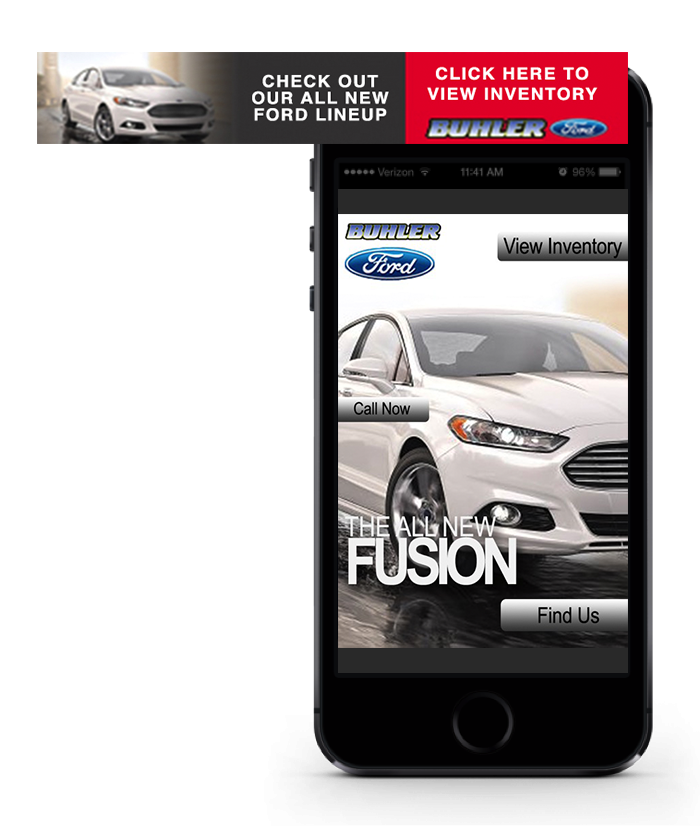 CHECK OUT
OUR ALL NEW
FORD LINEUP
CLICK HERE TO
VIEW INVENTORY
BUHLER Ford
Verizon 11:41 AM 96%
BUHLER
Ford
View Inventory
Call Now
THE ALL NEW
FUSION
Find Us